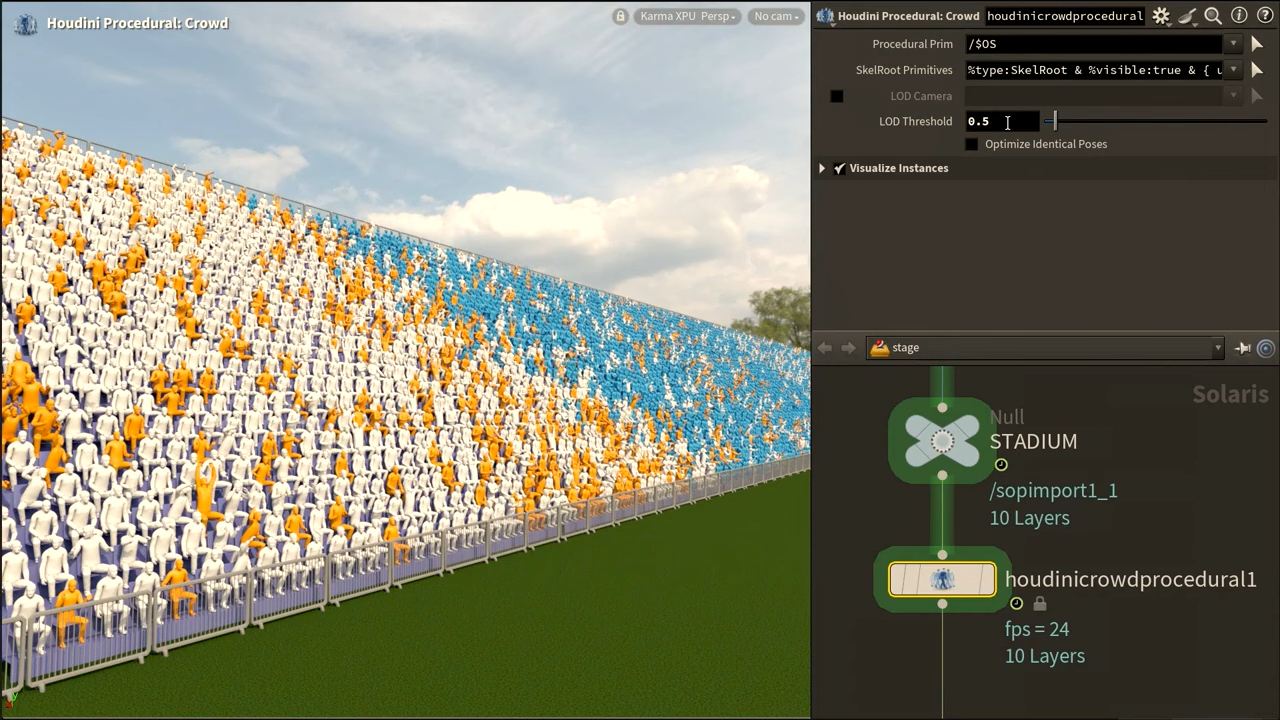 Houdini Procedural: Crowd
Karma XPU Persp
No cam
Houdini Procedural: Crowd houdinicrowdprocedural
Procedural Prim /$OS
SkelRoot Primitives %type:SkelRoot & %visible:true & { u
LOD Camera
LOD Threshold 0.5
Optimize Identical Poses
Visualize Instances
stage
Solaris
Null
STADIUM
/sopimport1_1
10 Layers
houdinicrowdprocedural1
fps = 24
10 Layers